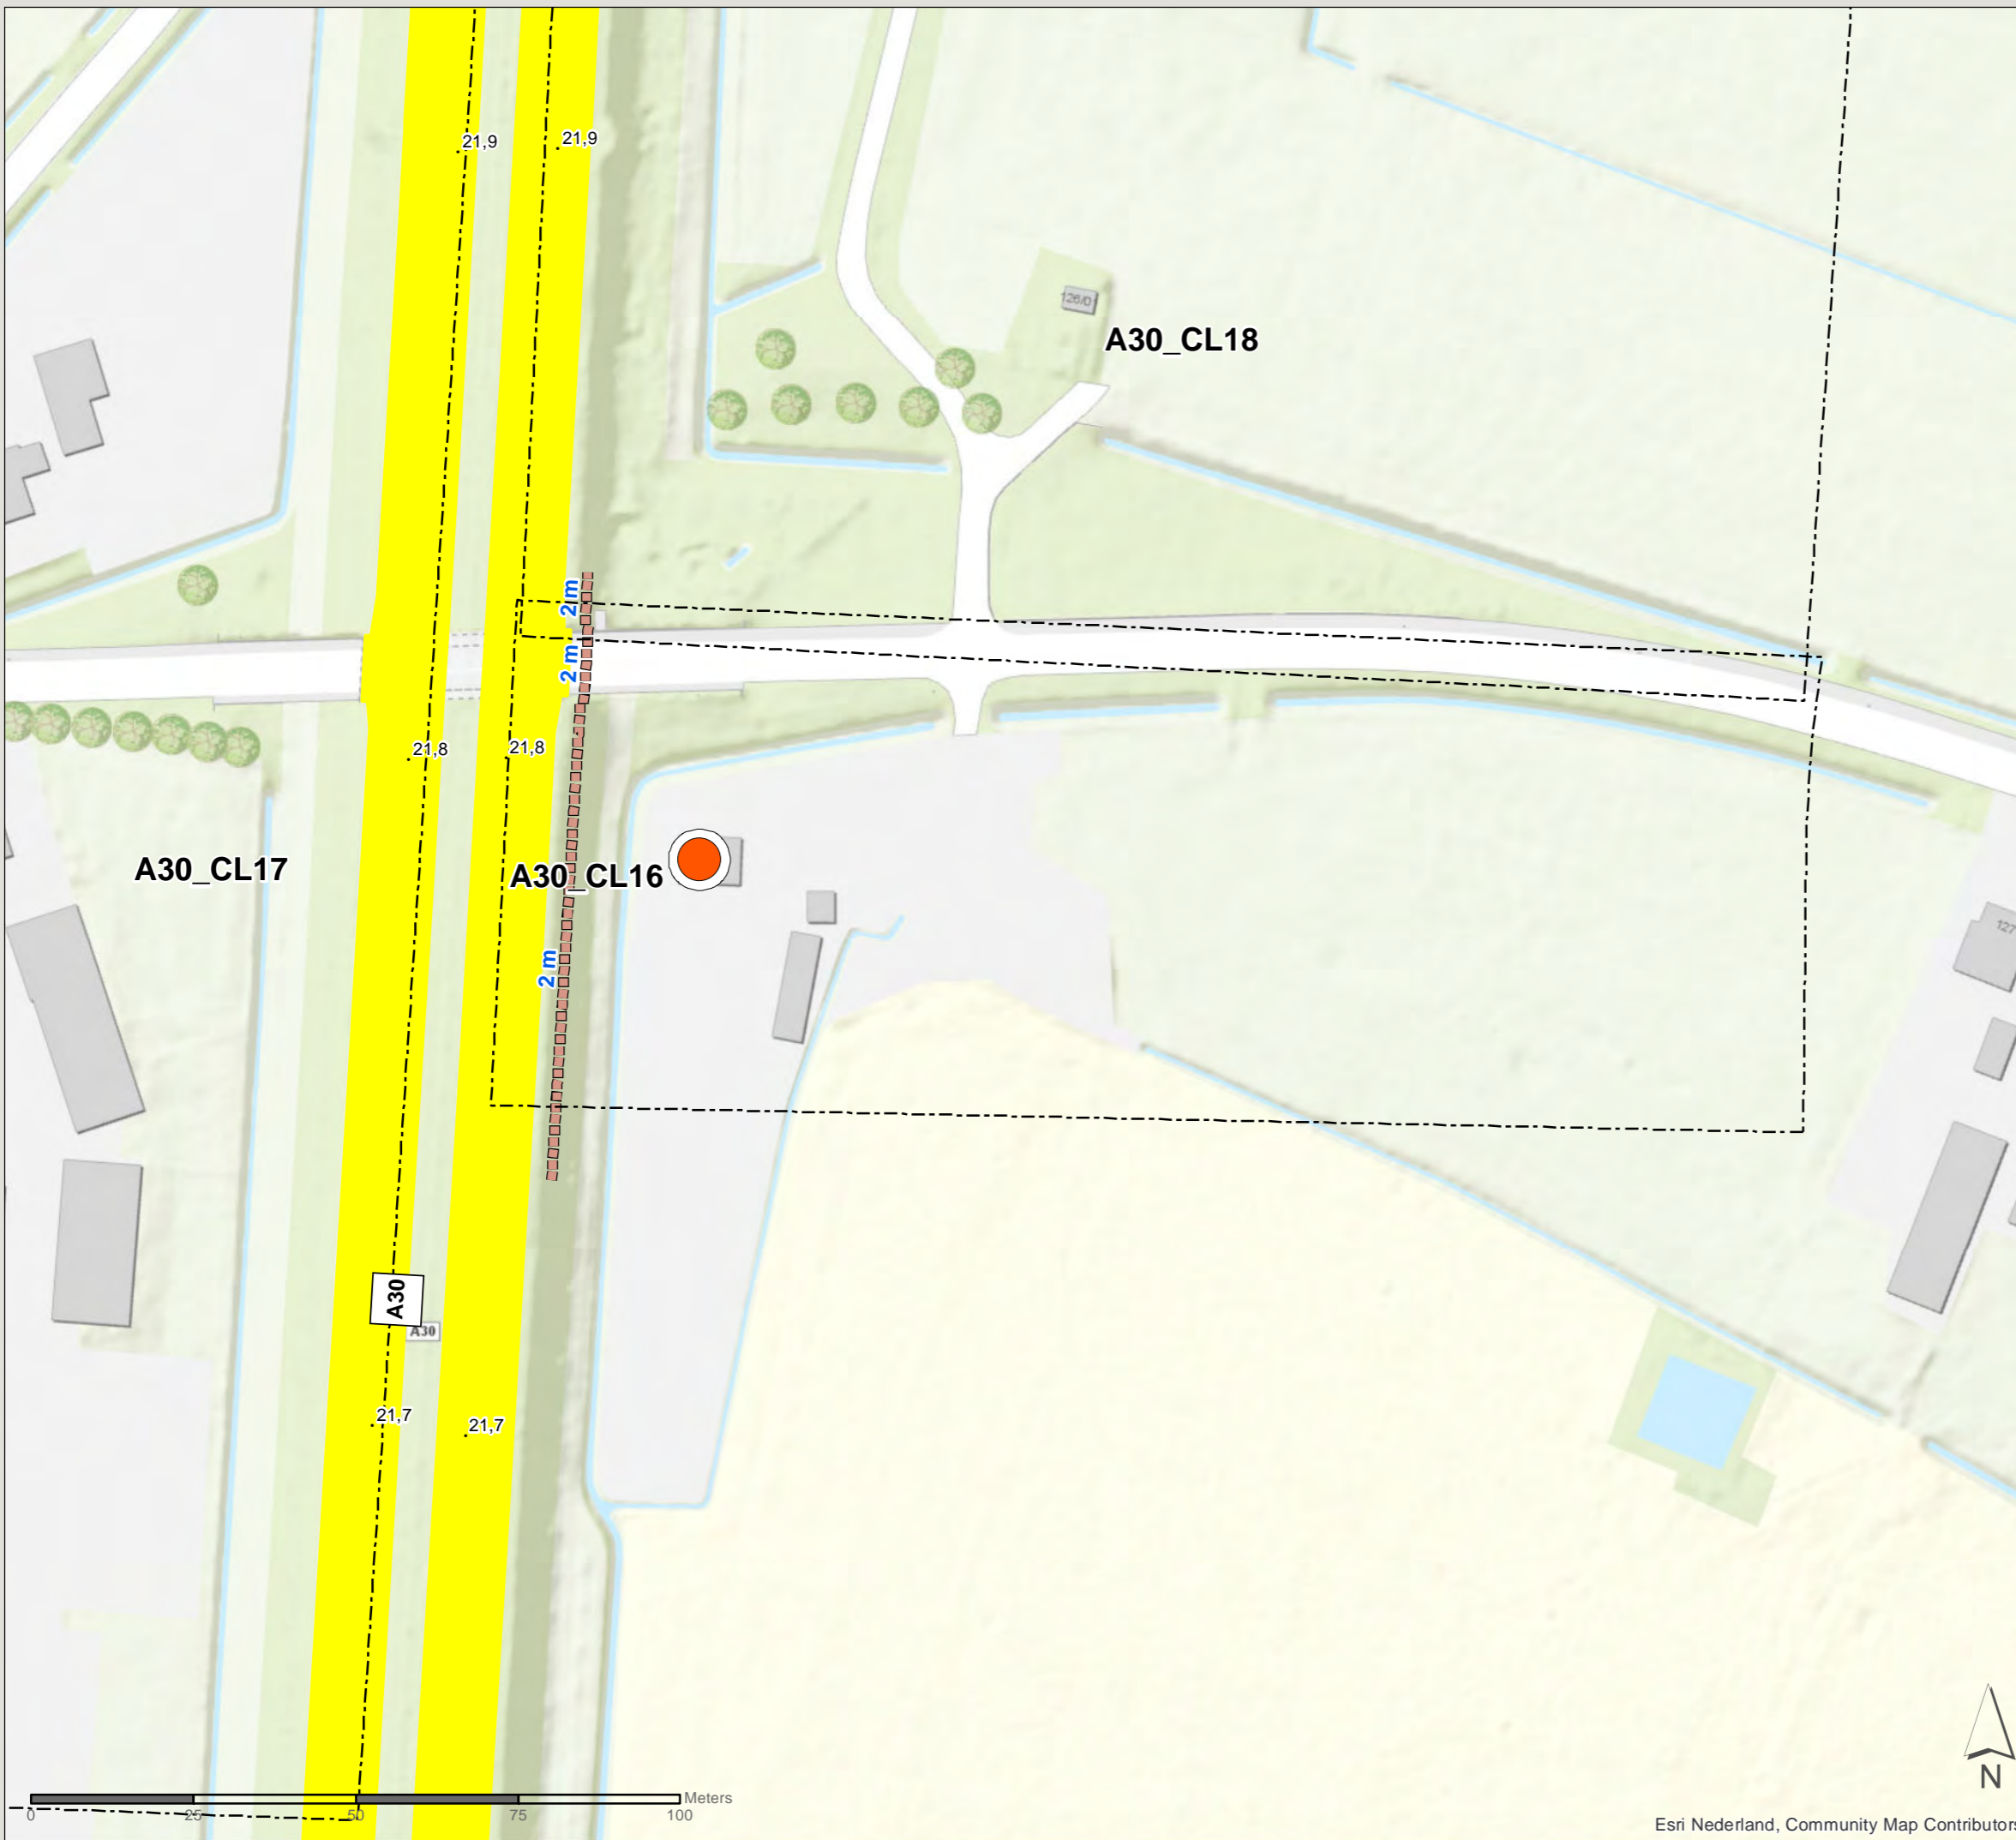 21,9
21,9
126/01
A30_CL18
2 m
2 m
21,8
21,8
A30_CL17
A30_CL16
127
2 m
A30
A30
21,7
21,7
Meters
0 25 50 75 100
N
Esri Nederland, Community Map Contributors